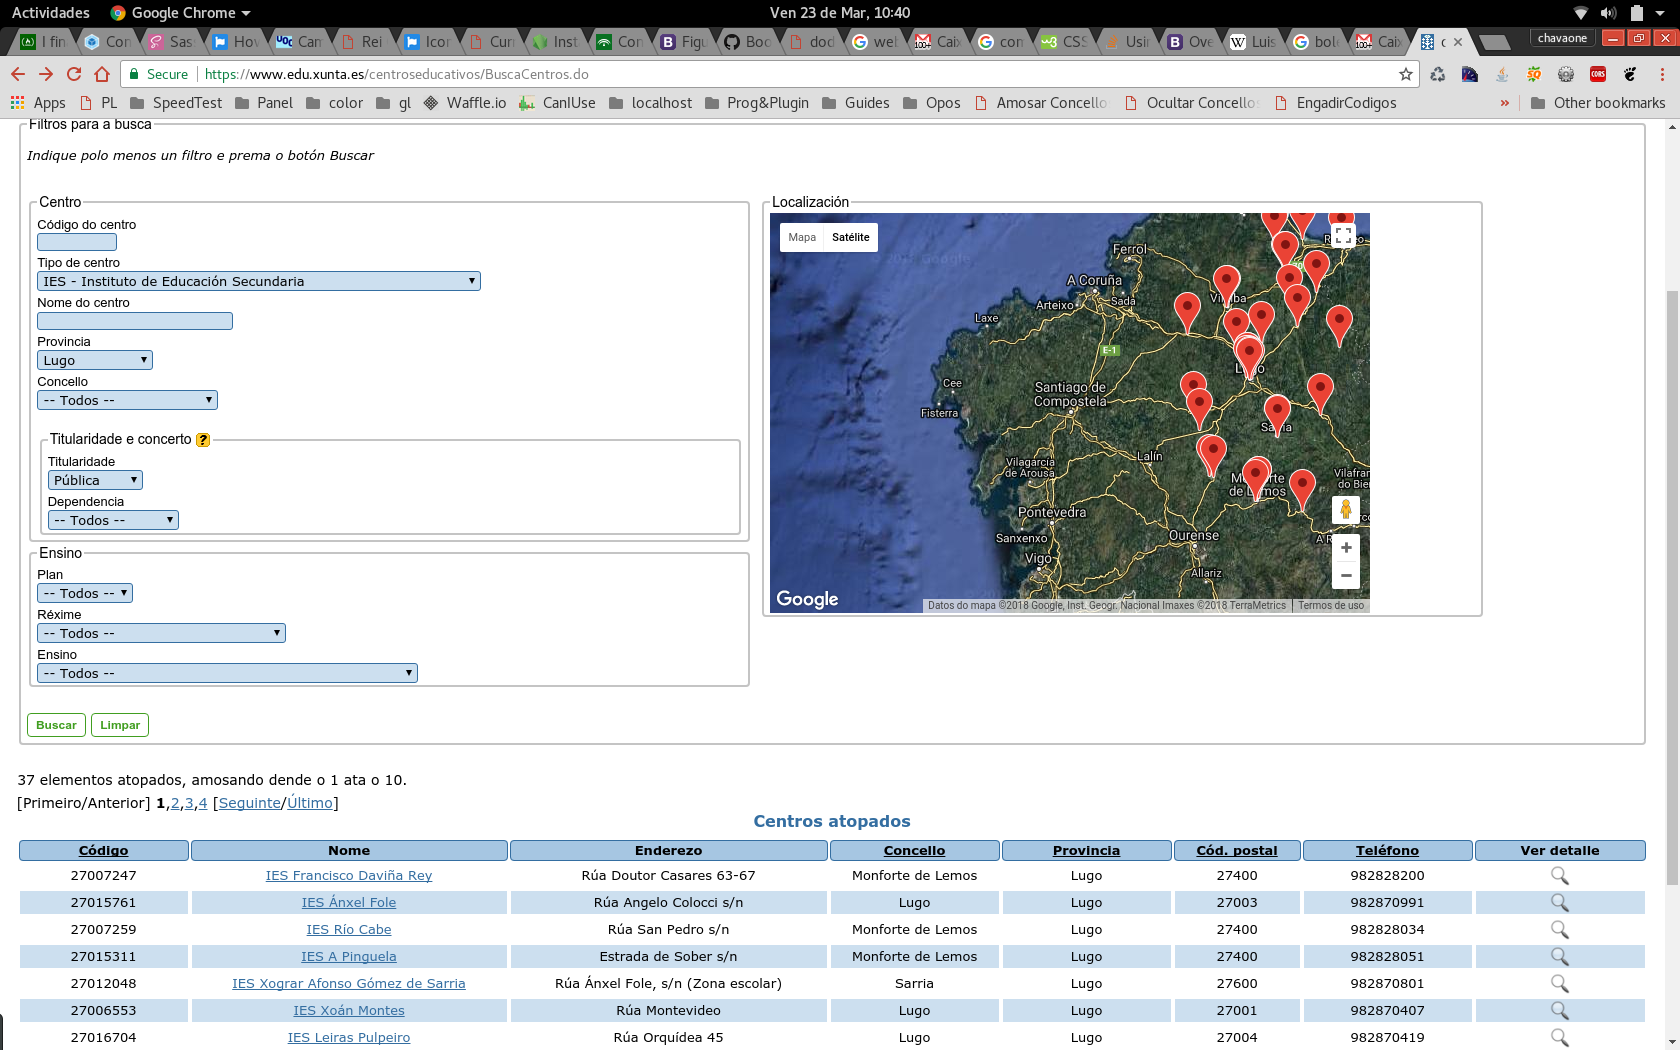 Actividades
Google Chrome
Ven 23 de Mar, 10:40
I fin
Con
Sas
Hov
Can
Rei
Icor
Curr
Inst
Con
Figu
Boo
dod
wel
Caix
con
CSS
Usin
Ove
Luis
bol
Caix
chavaone
Secure https://www.edu.xunta.es/centroseducativos/BuscaCentros.do
Apps PL SpeedTest Panel color gl Waffle.io CanIUse localhost Prog&Plugin Guides Opos Amosar Concello Ocultar Concello EngadirCodigos » Other bookmarks
Filtros para a busca
Indique polo menos un filtro e prema o botón Buscar
Centro
Código do centro
Tipo de centro
IES - Instituto de Educación Secundaria
Nome do centro
Provincia
Lugo
Concello
-- Todos --
Titularidade e concerto ?
Titularidade
Pública
Dependencia
-- Todos --
Ensino
Plan
-- Todos --
Réxime
-- Todos --
Ensino
-- Todos --
Buscar Limpar
Localización
Mapa Satélite
Ferrol
A Coruña
Arteixo
Sada
Laxe
E-1
Cee
Santiago de
Compostela
Fisterra
Lalín
Vilagarcía
de Arousa
Vilafran
do Bier
de Lemos
Pontevedra
Sanxenxo
Ourense
Vigo
Allariz
Google
Datos do mapa ©2018 Google, Inst. Geogr. Nacional Imaxes ©2018 TerraMetrics Termos de uso
37 elementos atopados, amosando dende o 1 ata o 10.
[Primeiro/Anterior] 1,2,3,4 [Seguinte/Último]
Centros atopados
Código Nome Enderezo Concello Provincia Cód. postal Teléfono Ver detalle
27007247 IES Francisco Daviña Rey Rúa Doutor Casares 63-67 Monforte de Lemos Lugo 27400 982828200
27015761 IES Ánxel Fole Rúa Angelo Colocci s/n Lugo Lugo 27003 982870991
27007259 IES Río Cabe Rúa San Pedro s/n Monforte de Lemos Lugo 27400 982828034
27015311 IES A Pinguela Estrada de Sober s/n Monforte de Lemos Lugo 27400 982828051
27012048 IES Xograr Afonso Gómez de Sarria Rúa Ánxel Fole, s/n (Zona escolar) Sarria Lugo 27600 982870801
27006553 IES Xoán Montes Rúa Montevideo Lugo Lugo 27001 982870407
27016704 IES Leiras Pulpeiro Rúa Orquídea 45 Lugo Lugo 27004 982870419